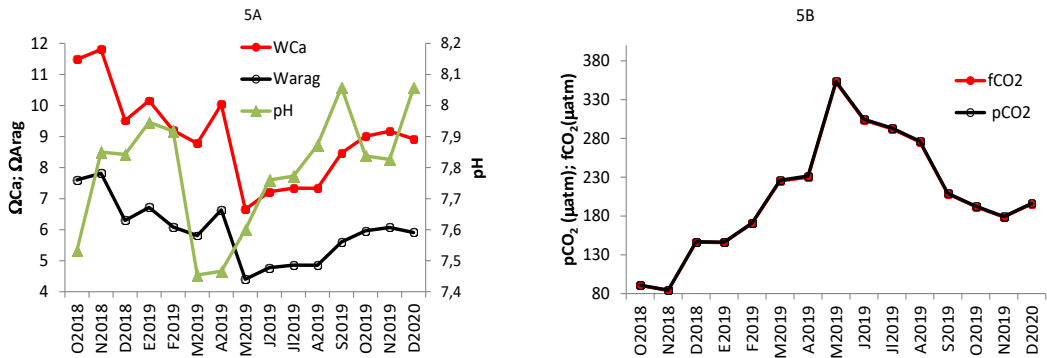 5A
12
11
10
9
8
7
6
5
4
ΩCa; ΩArag
WCa
Warag
pH
8,2
8,1
8
7,9
7,8
7,7
7,6
7,5
7,4
pH
O2018
N2018
D2018
E2019
F2019
M2019
A2019
M2019
J2019
Jl2019
A2019
S2019
O2019
N2019
D2020
5B
380
330
280
230
180
130
80
pCO₂ (µatm); fCO₂(µatm)
fCO2
pCO2
O2018
N2018
D2018
E2019
F2019
M2019
A2019
M2019
J2019
Jl2019
A2019
S2019
O2019
N2019
D2020